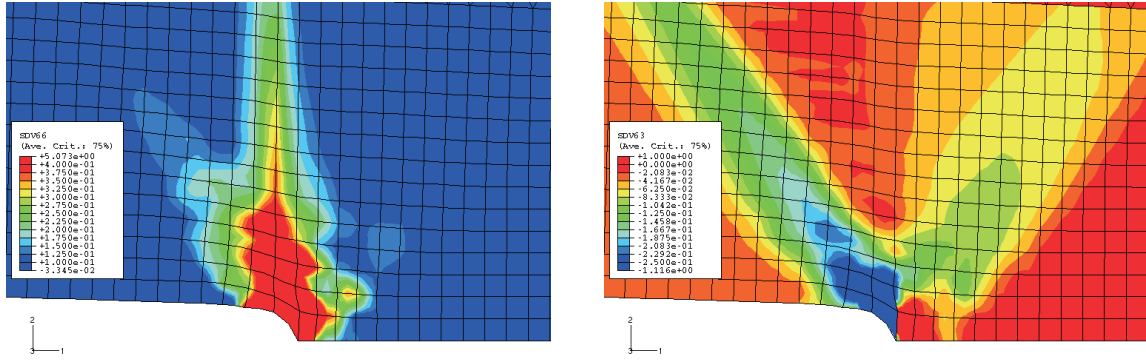 SDV66
(Ave. Crit.: 75%)
+5.073e+00
+4.000e-01
+3.750e-01
+3.500e-01
+3.250e-01
+3.000e-01
+2.750e-01
+2.500e-01
+2.250e-01
+2.000e-01
+1.750e-01
+1.500e-01
+1.250e-01
+1.000e-01
-3.345e-02
2
3 1
SDV63
(Ave. Crit.: 75%)
+1.000e+00
+0.000e+00
-2.083e-02
-4.167e-02
-6.250e-02
-8.333e-02
-1.042e-01
-1.250e-01
-1.458e-01
-1.667e-01
-1.875e-01
-2.083e-01
-2.292e-01
-2.500e-01
-1.116e+00
2
3 1